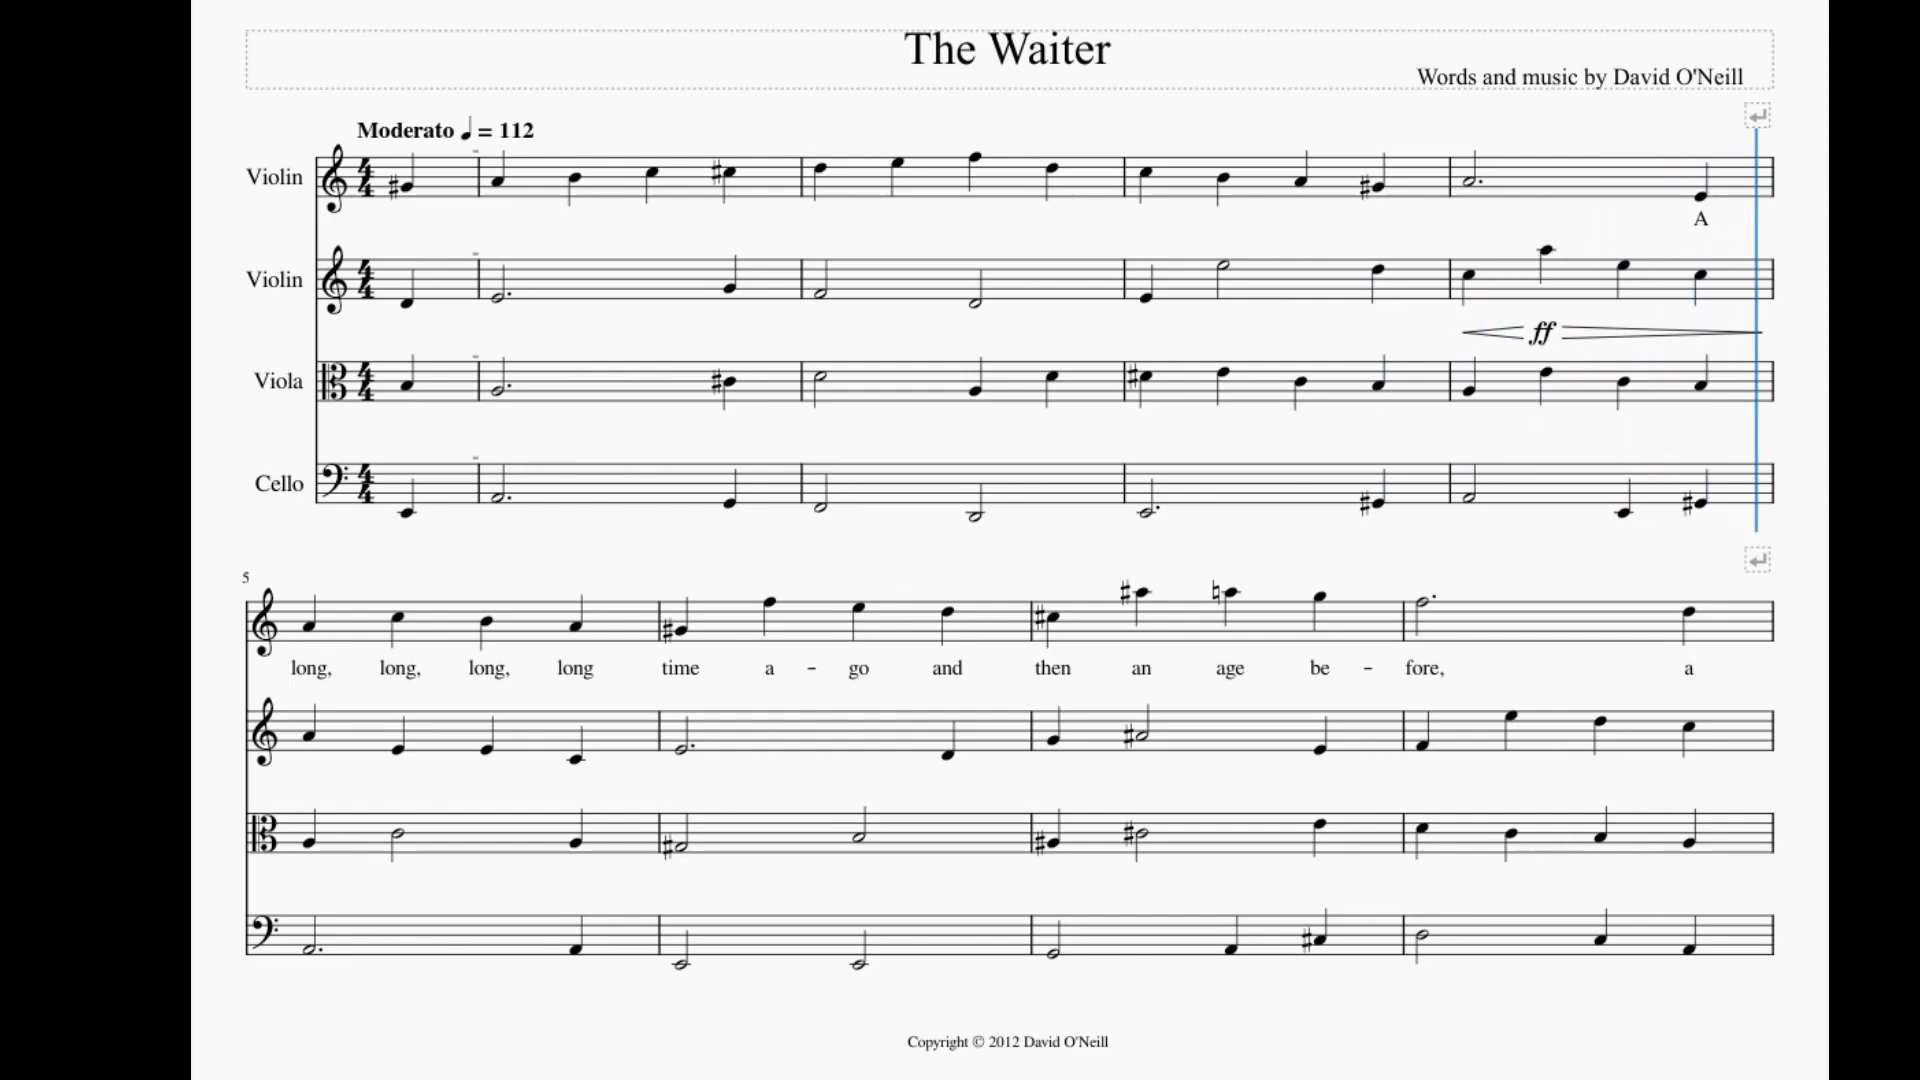 The Waiter
Words and music by David O'Neill
Moderato ♩ = 112
Violin
A
Violin
ff
Viola
Cello
5
long, long, long, long time a - go and then an age be - fore, a
Copyright © 2012 David O'Neill